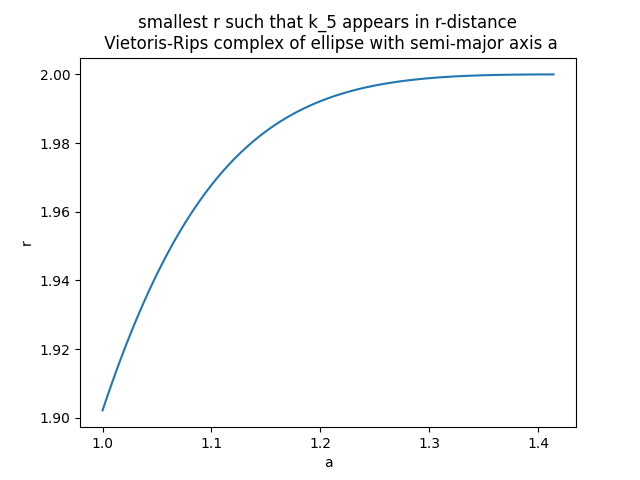 smallest r such that k_5 appears in r-distance
Vietoris-Rips complex of ellipse with semi-major axis a
2.00
1.98
1.96
1.94
1.92
1.90
r
1.0
1.1
1.2
1.3
1.4
a